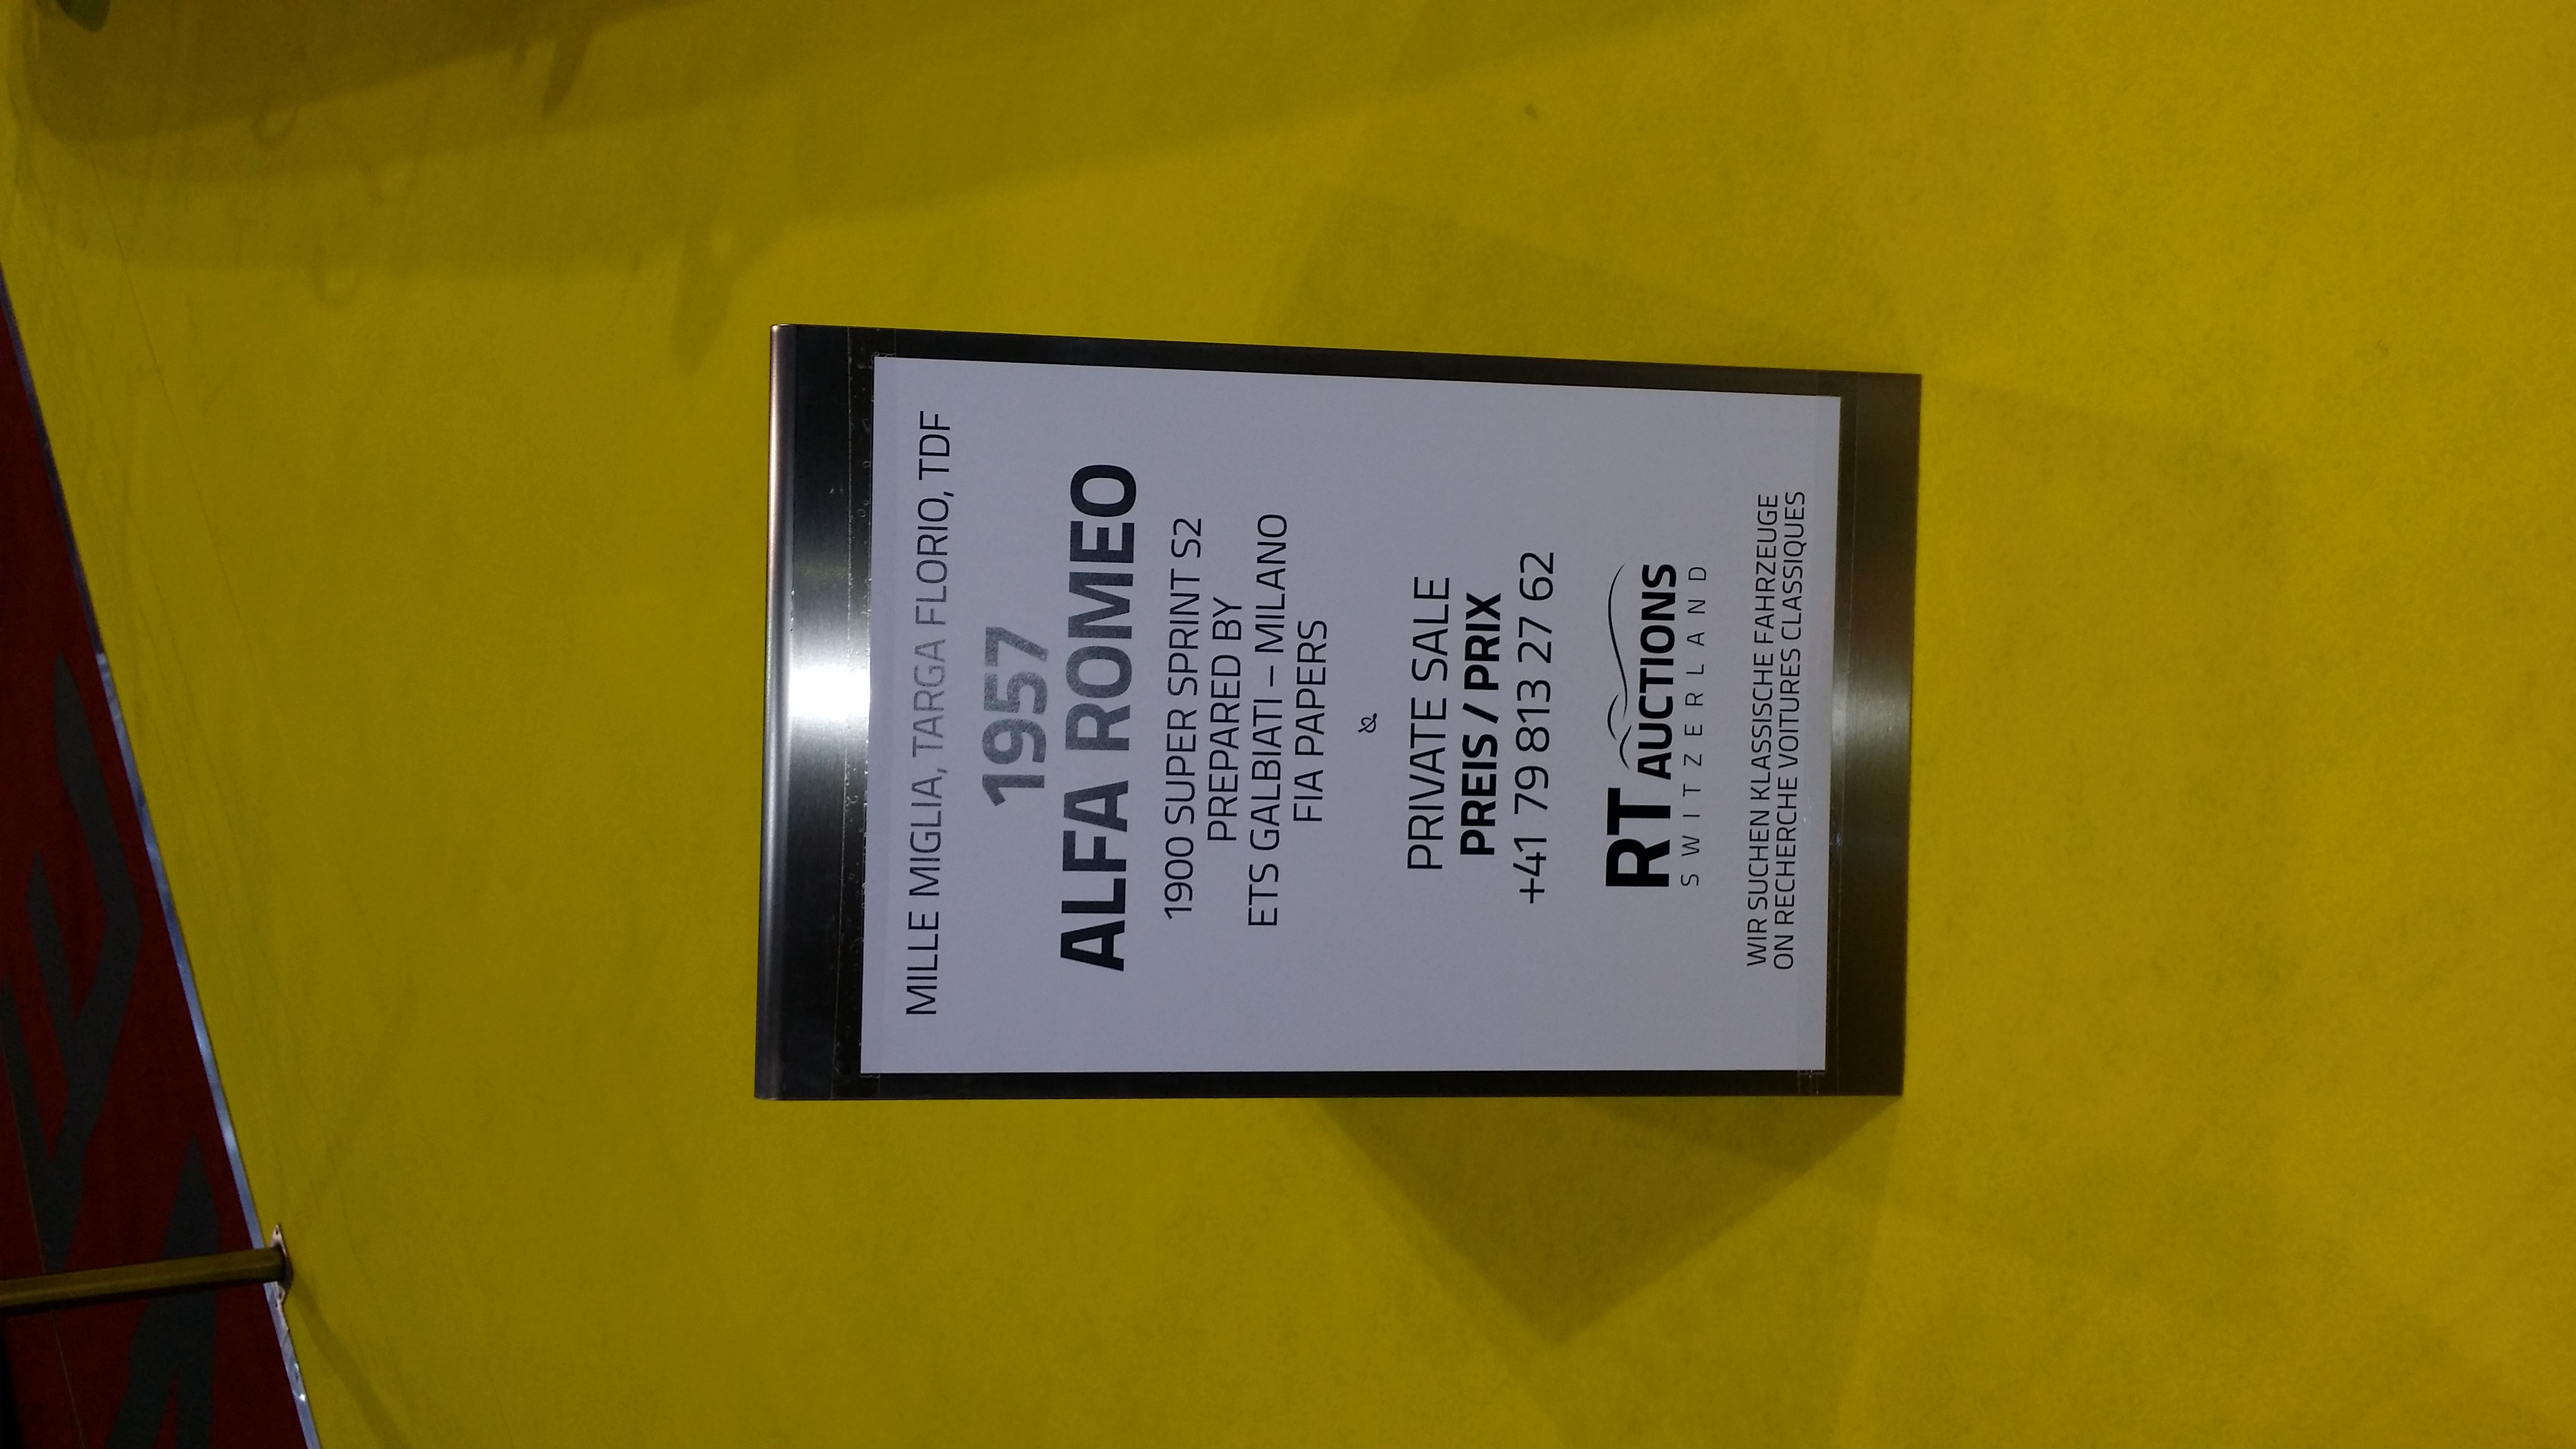 MILLE MIGLIA, TARGA FLORIO, TDF
1957
ALFA ROMEO
1900 SUPER SPRINT S2
PREPARED BY
ETS GALBIATI – MILANO
FIA PAPERS
&
PRIVATE SALE
PREIS / PRIX
+41 79 813 27 62
RT AUCTIONS
SWITZERLAND
WIR SUCHEN KLASSISCHE FAHRZEUGE
ON RECHERCHE VOITURES CLASSIQUES